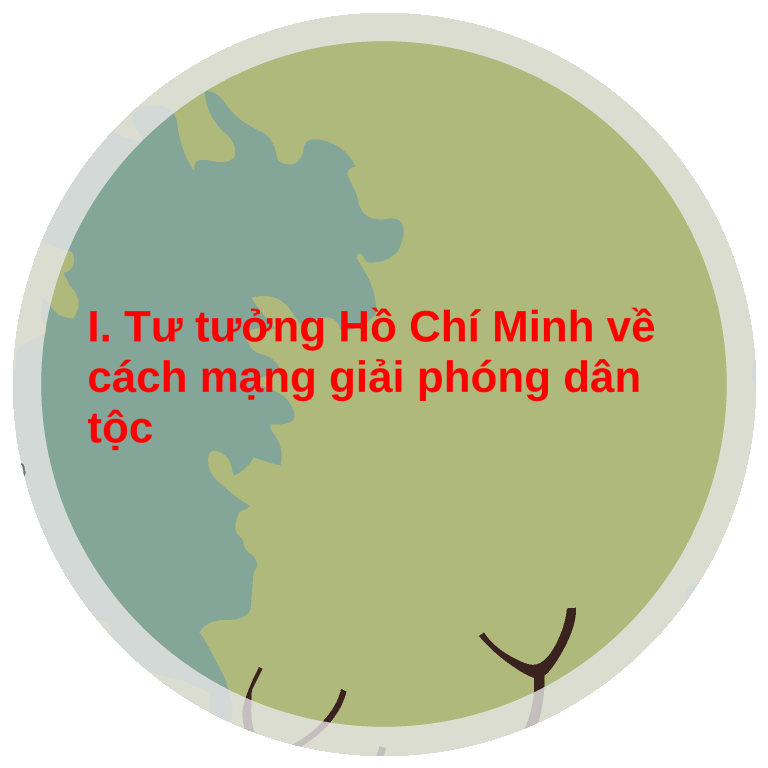 I. Tư tưởng Hồ Chí Minh về
cách mạng giải phóng dân
tộc